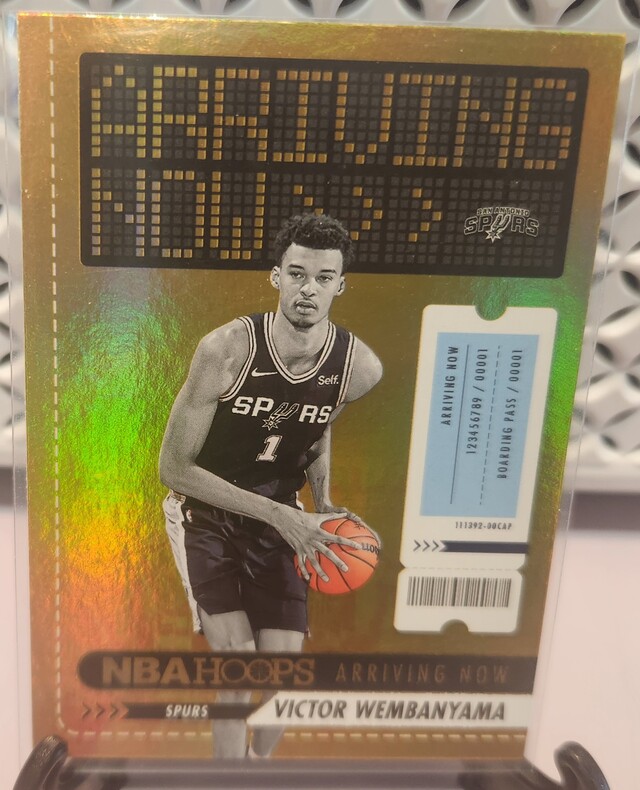 ARRIVING
NOW >>>
SAN ANTONIO
SPURS
Self.
SPURS
1
ARRIVING NOW
123456789 / 00001
BOARDING PASS / 00001
111392-00CAP
>>>
NBA HOOPS ARRIVING NOW
>>>> SPURS VICTOR WEMBANYAMA